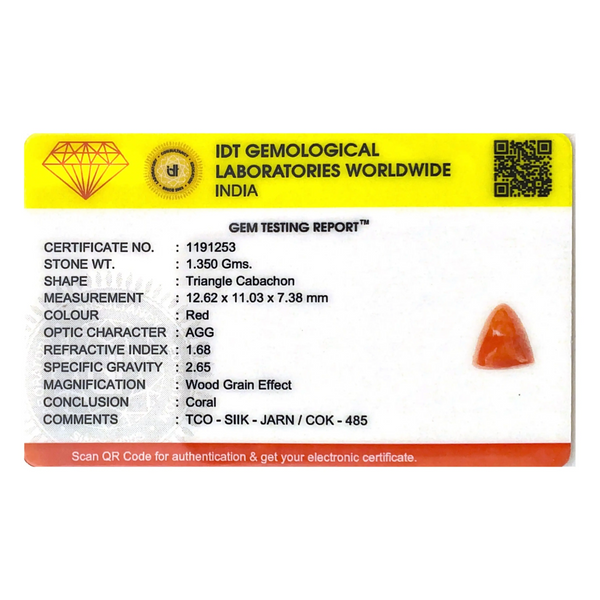 IDT GEMOLOGICAL
LABORATORIES WORLDWIDE
INDIA
GEM TESTING REPORT™
CERTIFICATE NO. : 1191253
STONE WT. : 1.350 Gms.
SHAPE : Triangle Cabachon
MEASUREMENT : 12.62 x 11.03 x 7.38 mm
COLOUR : Red
OPTIC CHARACTER : AGG
REFRACTIVE INDEX : 1.68
SPECIFIC GRAVITY : 2.65
MAGNIFICATION : Wood Grain Effect
CONCLUSION : Coral
COMMENTS : TCO - SIIK - JARN / COK - 485
Scan QR Code for authentication & get your electronic certificate.